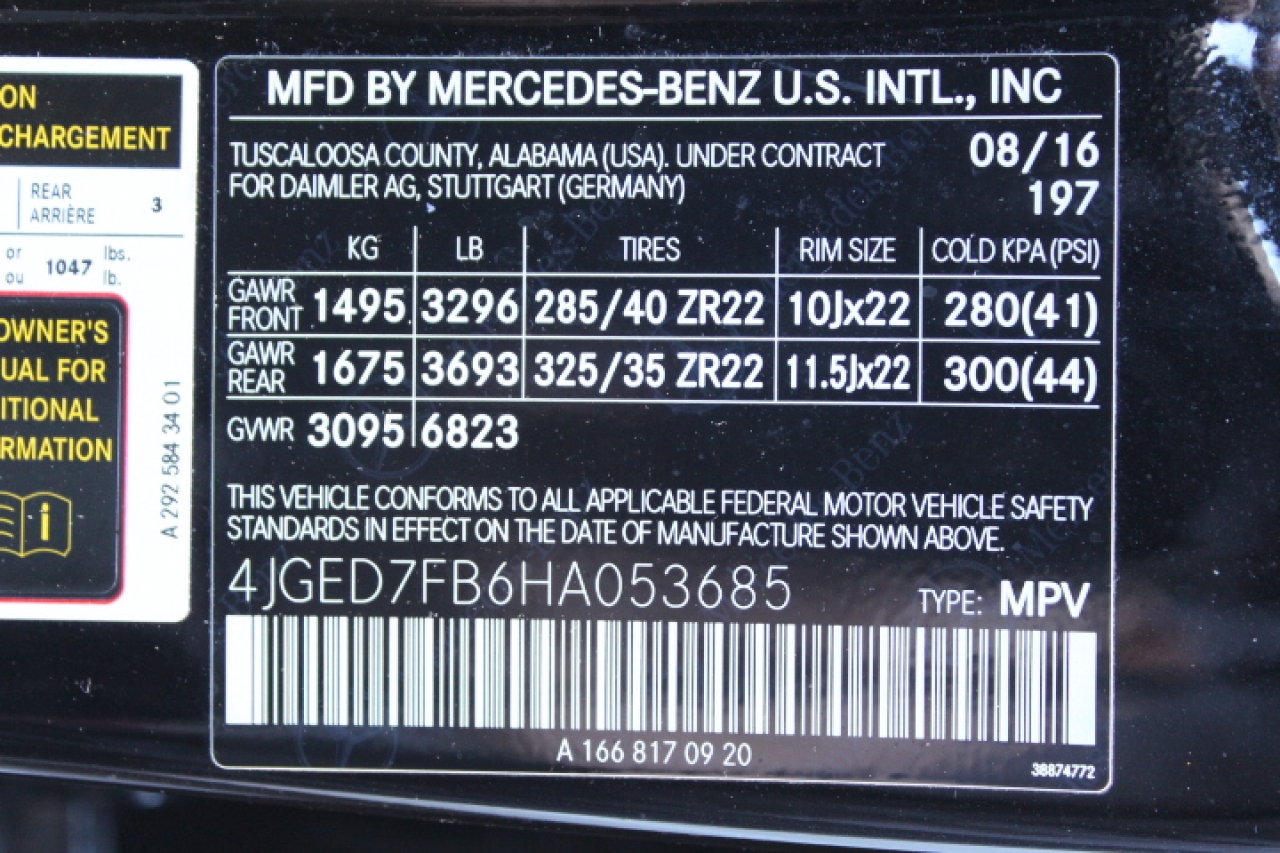 ON
CHARGEMENT
REAR
ARRIÈRE 3
or
ou 1047 lbs.
lb.
OWNER'S
UAL FOR
ITIONAL
RMATION
A 292 584 34 01
MFD BY MERCEDES-BENZ U.S. INTL., INC
TUSCALOOSA COUNTY, ALABAMA (USA). UNDER CONTRACT 08/16
FOR DAIMLER AG, STUTTGART (GERMANY) 197
KG LB TIRES RIM SIZE COLD KPA (PSI)
GAWR FRONT 1495 3296 285/40 ZR22 10Jx22 280(41)
GAWR REAR 1675 3693 325/35 ZR22 11.5Jx22 300(44)
GVWR 3095 6823
THIS VEHICLE CONFORMS TO ALL APPLICABLE FEDERAL MOTOR VEHICLE SAFETY
STANDARDS IN EFFECT ON THE DATE OF MANUFACTURE SHOWN ABOVE.
4JGED7FB6HA053685 TYPE: MPV
A 166 817 09 20
38874772